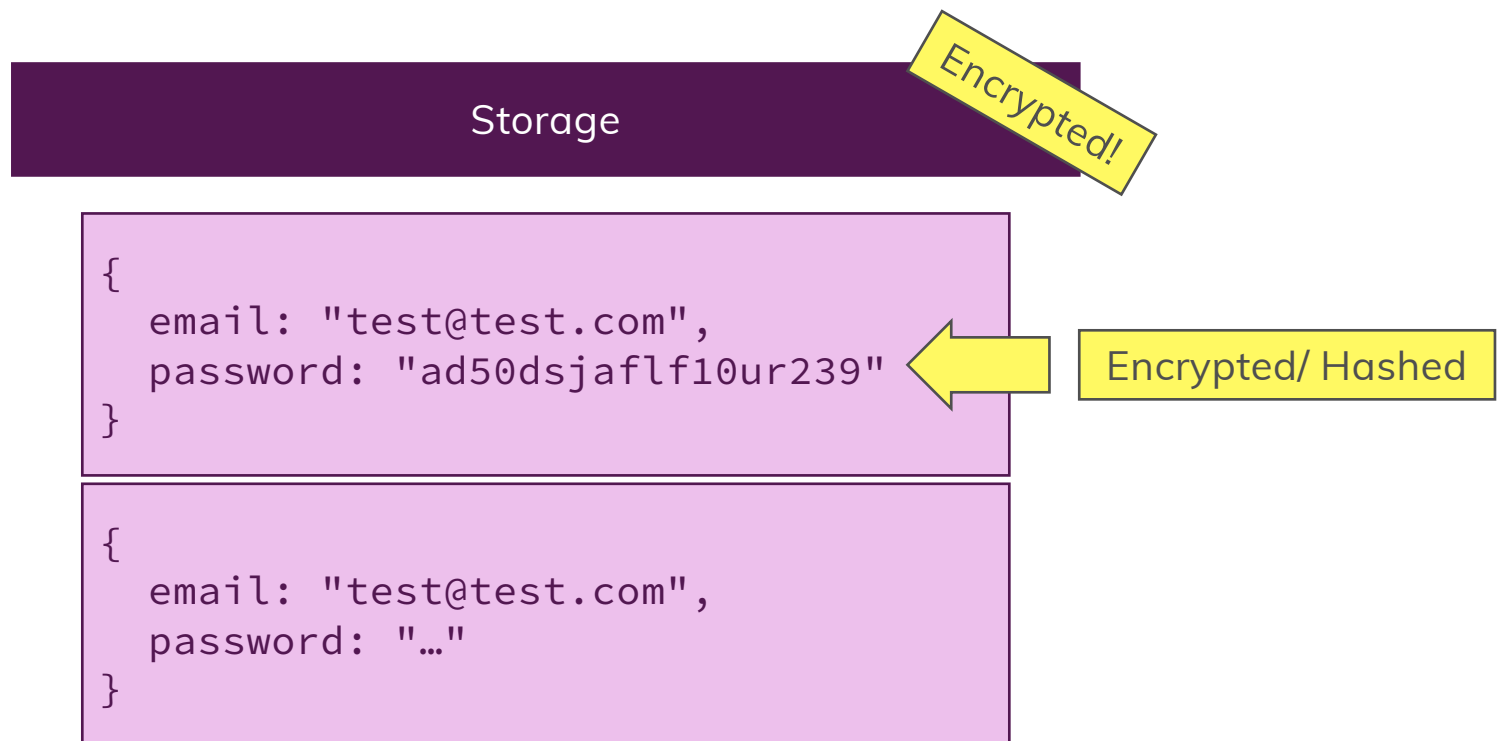 Encrypted!
Storage
{
email: "test@test.com",
password: "ad50dsjaflf10ur239"
}
Encrypted/ Hashed
{
email: "test@test.com",
password: "…"
}